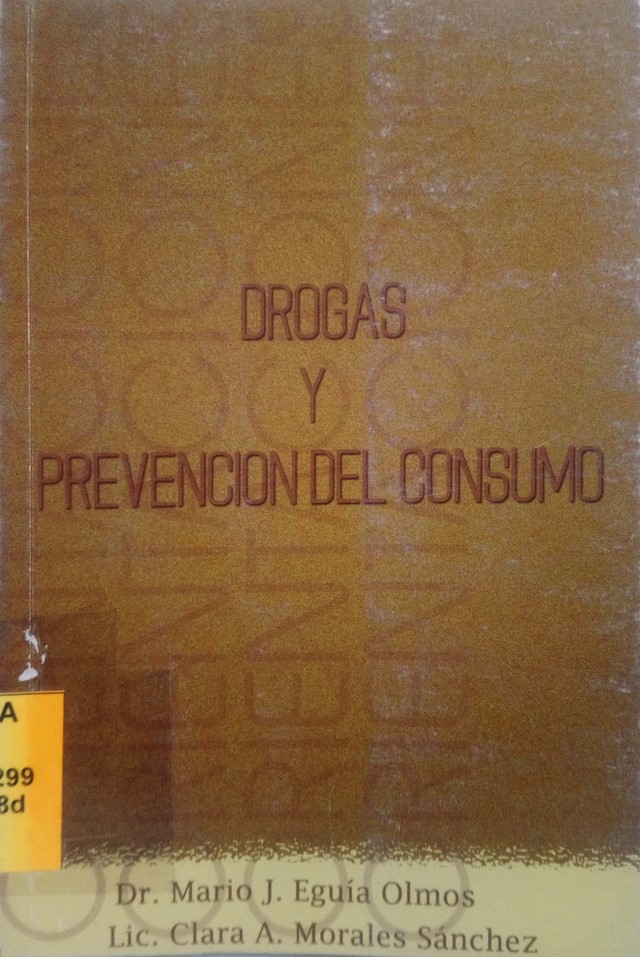 DROGAS
Y
PREVENCION DEL CONSUMO
A
299
8d
Dr. Mario J. Eguía Olmos
Lic. Clara A. Morales Sánchez